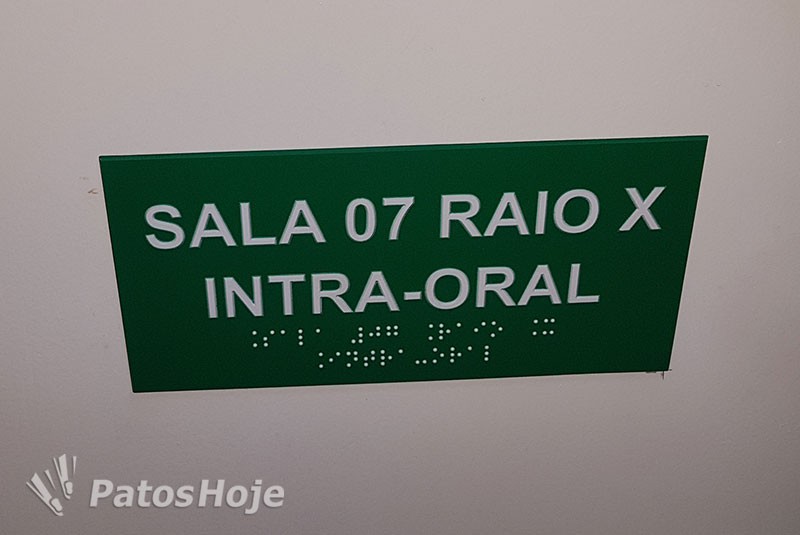 SALA 07 RAIO X
INTRA-ORAL
PatosHoje